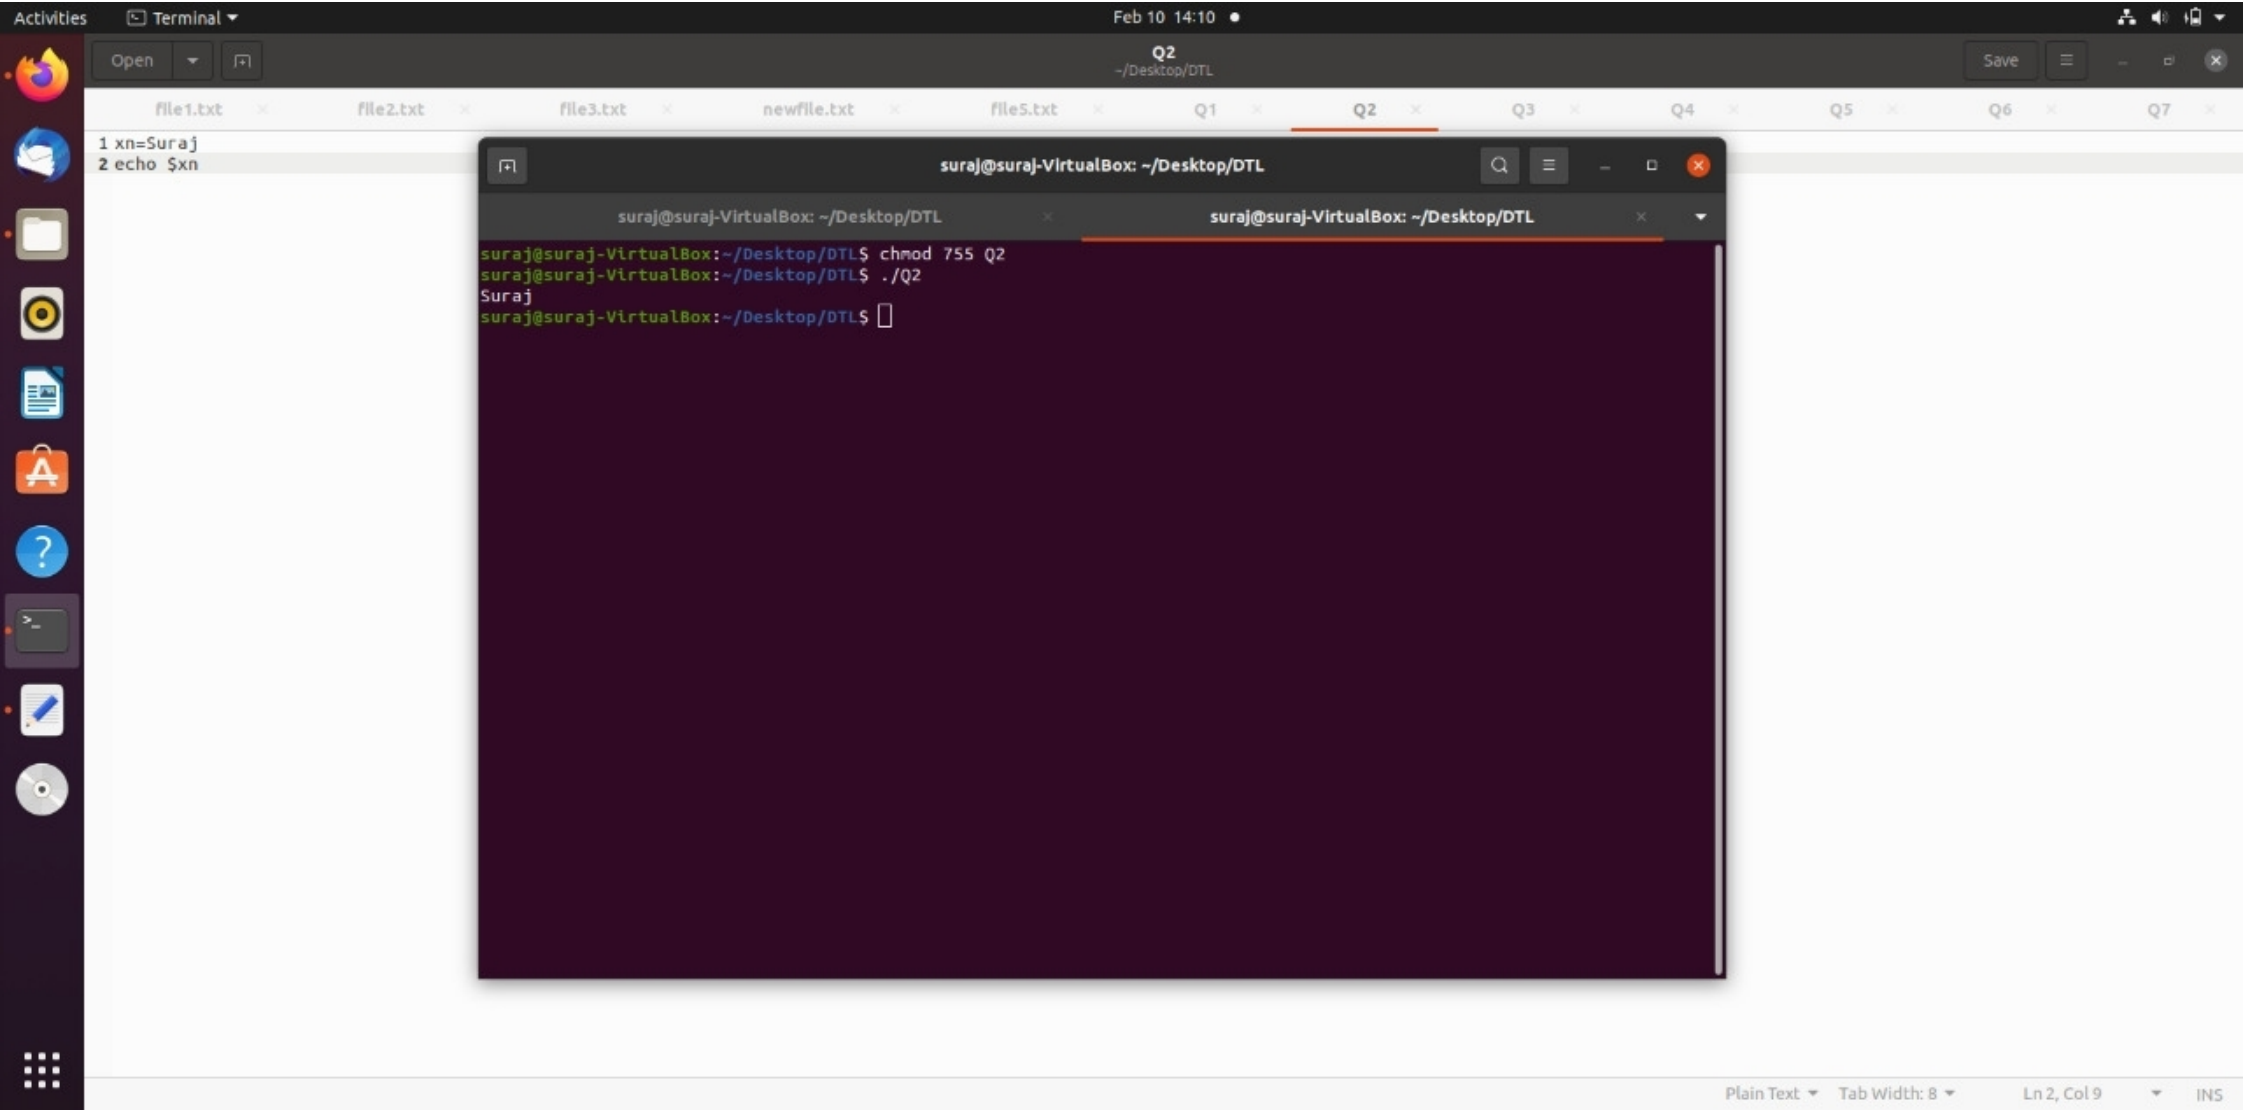 Activities Terminal Feb 10 14:10
Open Q2 Save
~/Desktop/DTL
file1.txt file2.txt file3.txt newfile.txt file5.txt Q1 Q2 Q3 Q4 Q5 Q6 Q7
1 xn=Suraj
2 echo $xn
suraj@suraj-VirtualBox: ~/Desktop/DTL
suraj@suraj-VirtualBox: ~/Desktop/DTL suraj@suraj-VirtualBox: ~/Desktop/DTL
suraj@suraj-VirtualBox:~/Desktop/DTL$ chmod 755 Q2
suraj@suraj-VirtualBox:~/Desktop/DTL$ ./Q2
Suraj
suraj@suraj-VirtualBox:~/Desktop/DTL$
Plain Text Tab Width: 8 Ln 2, Col 9 INS